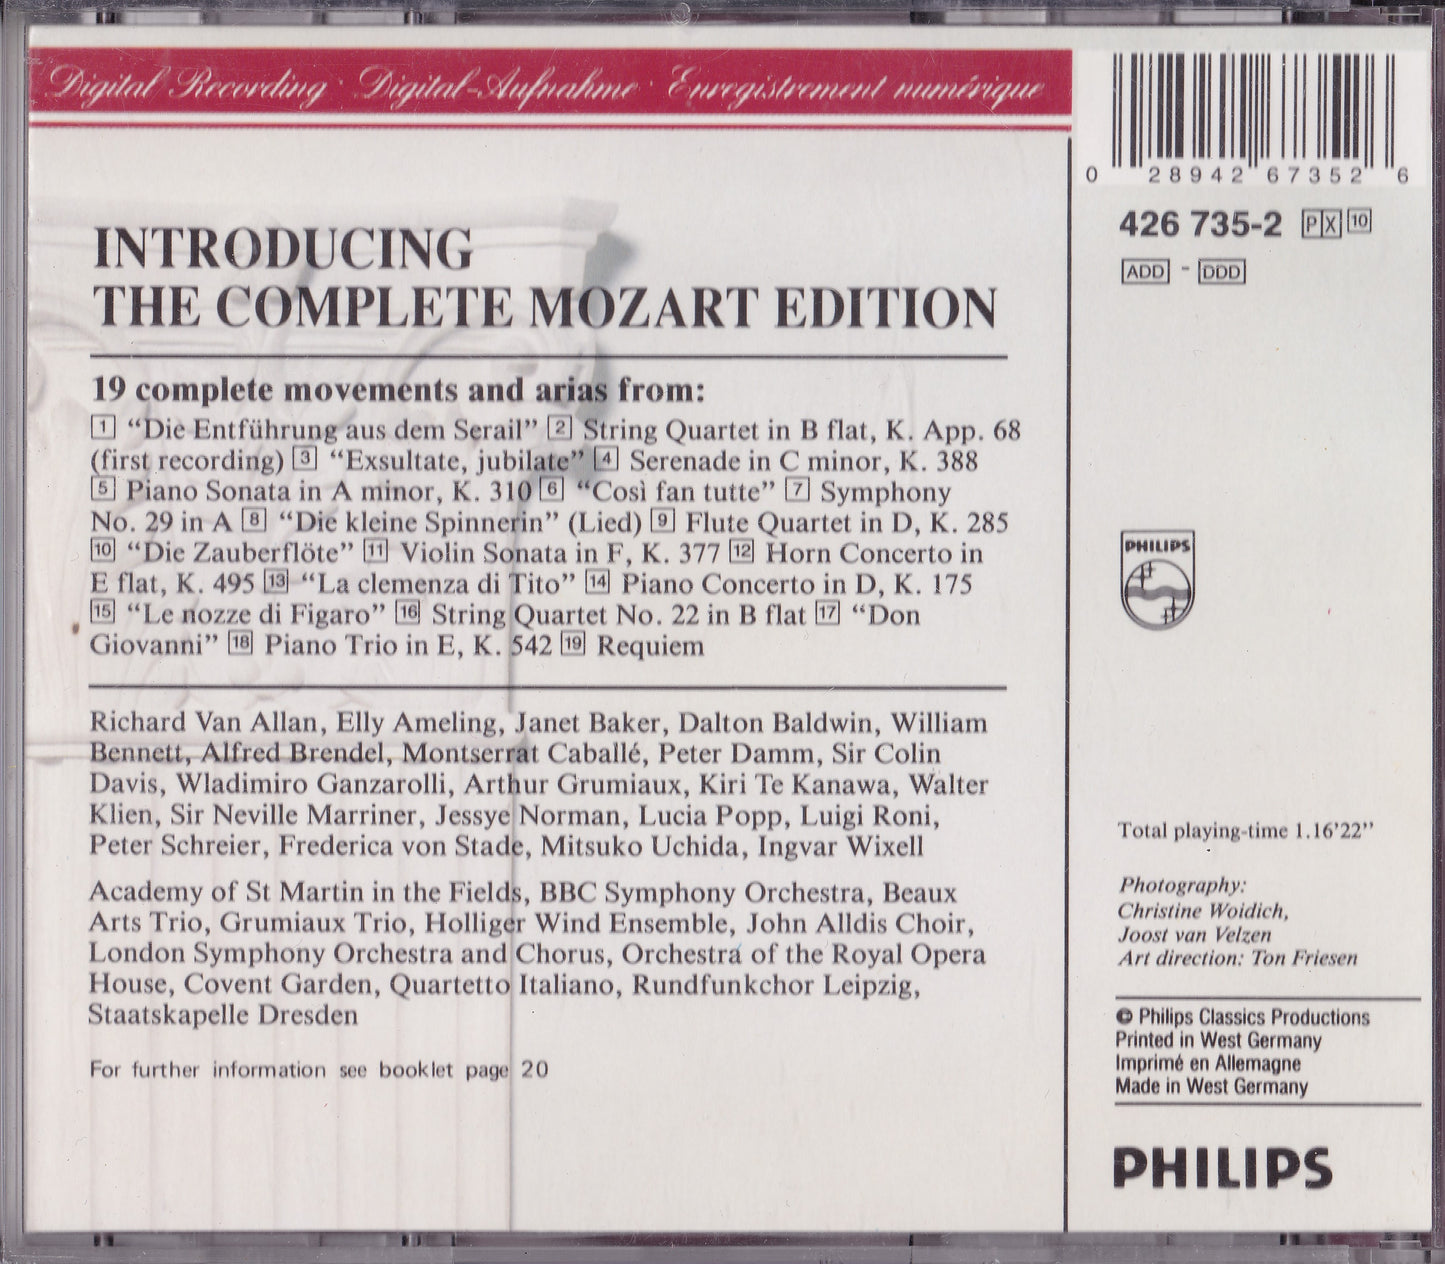 Digital Recording · Digital-Aufnahme · Enregistrement numérique
0 28942 67352 6
426 735-2 P X 10
ADD - DDD
INTRODUCING
THE COMPLETE MOZART EDITION
19 complete movements and arias from:
1 “Die Entführung aus dem Serail” 2 String Quartet in B flat, K. App. 68
(first recording) 3 “Exsultate, jubilate” 4 Serenade in C minor, K. 388
5 Piano Sonata in A minor, K. 310 6 “Così fan tutte” 7 Symphony
No. 29 in A 8 “Die kleine Spinnerin” (Lied) 9 Flute Quartet in D, K. 285
10 “Die Zauberflöte” 11 Violin Sonata in F, K. 377 12 Horn Concerto in
E flat, K. 495 13 “La clemenza di Tito” 14 Piano Concerto in D, K. 175
15 “Le nozze di Figaro” 16 String Quartet No. 22 in B flat 17 “Don
Giovanni” 18 Piano Trio in E, K. 542 19 Requiem
Richard Van Allan, Elly Ameling, Janet Baker, Dalton Baldwin, William
Bennett, Alfred Brendel, Montserrat Caballé, Peter Damm, Sir Colin
Davis, Wladimiro Ganzarolli, Arthur Grumiaux, Kiri Te Kanawa, Walter
Klien, Sir Neville Marriner, Jessye Norman, Lucia Popp, Luigi Roni,
Peter Schreier, Frederica von Stade, Mitsuko Uchida, Ingvar Wixell
Academy of St Martin in the Fields, BBC Symphony Orchestra, Beaux
Arts Trio, Grumiaux Trio, Holliger Wind Ensemble, John Alldis Choir,
London Symphony Orchestra and Chorus, Orchestra of the Royal Opera
House, Covent Garden, Quartetto Italiano, Rundfunkchor Leipzig,
Staatskapelle Dresden
For further information see booklet page 20
PHILIPS
Total playing-time 1.16’22”
Photography:
Christine Woidich,
Joost van Velzen
Art direction: Ton Friesen
© Philips Classics Productions
Printed in West Germany
Imprimé en Allemagne
Made in West Germany
PHILIPS